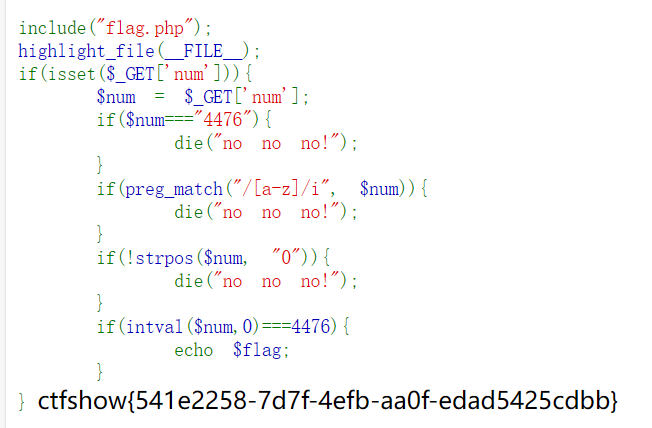 include("flag.php");
highlight_file(__FILE__);
if(isset($_GET['num'])){
$num = $_GET['num'];
if($num==="4476"){
die("no no no!");
}
if(preg_match("/[a-z]/i", $num)){
die("no no no!");
}
if(!strpos($num, "0")){
die("no no no!");
}
if(intval($num,0)===4476){
echo $flag;
}
} ctfshow{541e2258-7d7f-4efb-aa0f-edad5425cdbb}